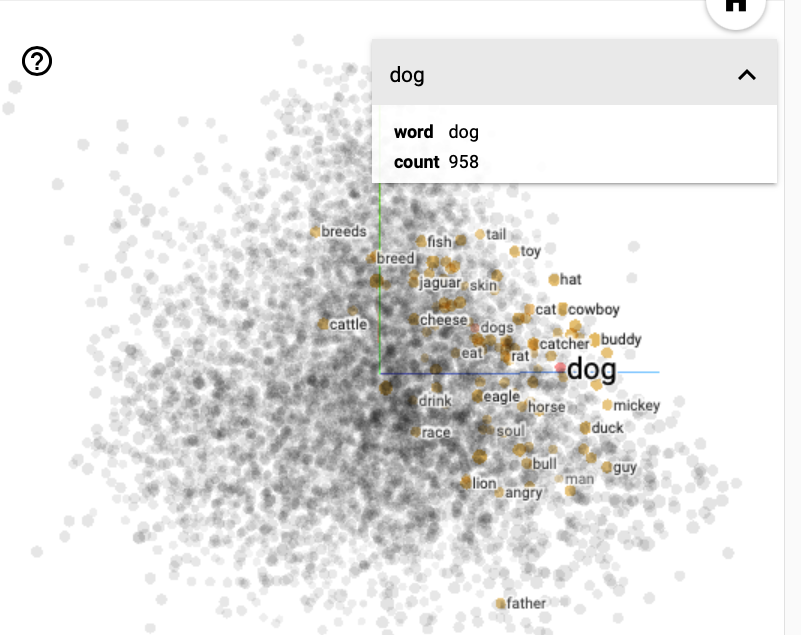 ?
dog
word dog
count 958
breeds
fish
tail
toy
breed
jaguar
skin
hat
cat
cowboy
cattle
cheese
dogs
catcher
buddy
eat
rat
dog
drink
eagle
horse
mickey
race
soul
duck
bull
guy
lion
angry
man
father